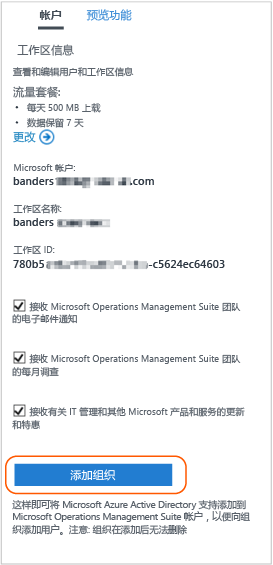 帐户 预览功能
工作区信息
查看和编辑用户和工作区信息
流量套餐:
• 每天 500 MB 上载
• 数据保留 7 天
更改
Microsoft 帐户:
banders .com
工作区名称:
banders
工作区 ID:
780b5 -c5624ec64603
接收 Microsoft Operations Management Suite 团队
的电子邮件通知
接收 Microsoft Operations Management Suite 团队
的每月调查
接收有关 IT 管理和其他 Microsoft 产品和服务的更新
和特惠
添加组织
这样即可将 Microsoft Azure Active Directory 支持添加到
Microsoft Operations Management Suite 帐户，以便向组
织添加用户。注意: 组织在添加后无法删除